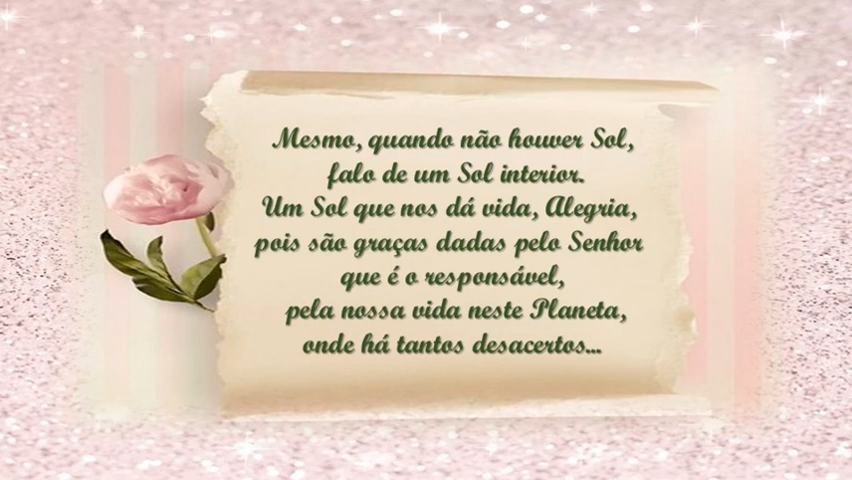 Mesmo, quando não houver Sol,
falo de um Sol interior.
Um Sol que nos dá vida, Alegria,
pois são graças dadas pelo Senhor
que é o responsável,
pela nossa vida neste Planeta,
onde há tantos desacertos...